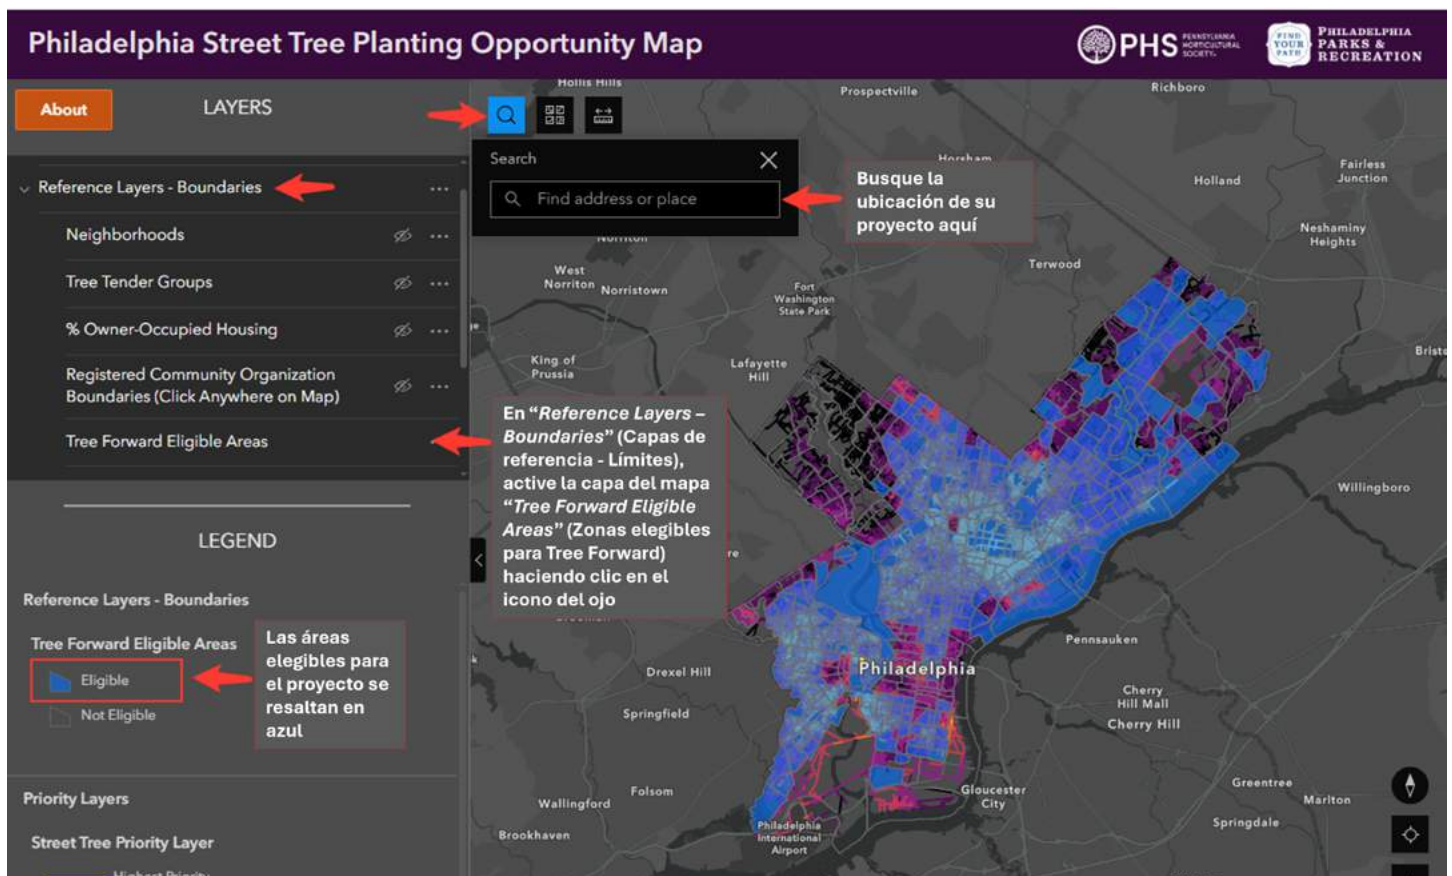 Philadelphia Street Tree Planting Opportunity Map
PHS
PENNSYLVANIA
HORTICULTURAL
SOCIETY
FIND
YOUR
PATH
PHILADELPHIA
PARKS &
RECREATION
About
LAYERS
Reference Layers - Boundaries
Neighborhoods
Tree Tender Groups
% Owner-Occupied Housing
Registered Community Organization
Boundaries (Click Anywhere on Map)
Tree Forward Eligible Areas
LEGEND
Reference Layers - Boundaries
Tree Forward Eligible Areas
Eligible
Not Eligible
Las áreas
elegibles para
el proyecto se
resaltan en
azul
Priority Layers
Street Tree Priority Layer
Highest Priority
Search
Find address or place
Busque la
ubicación de su
proyecto aquí
En “Reference Layers –
Boundaries” (Capas de
referencia - Límites),
active la capa del mapa
“Tree Forward Eligible
Areas” (Zonas elegibles
para Tree Forward)
haciendo clic en el
icono del ojo
Hollis Hills
Prospectville
Richboro
Horsham
Holland
Fairless
Junction
Neshaminy
Heights
Norriton
West
Norriton
Norristown
Fort
Washington
State Park
Terwood
King of
Prussia
Lafayette
Hill
Willingboro
Pennsauken
Philadelphia
Drexel Hill
Springfield
Cherry
Hill Mall
Cherry Hill
Folsom
Wallingford
Brookhaven
Philadelphia
International
Airport
Gloucester
City
Greentree
Marlton
Springdale